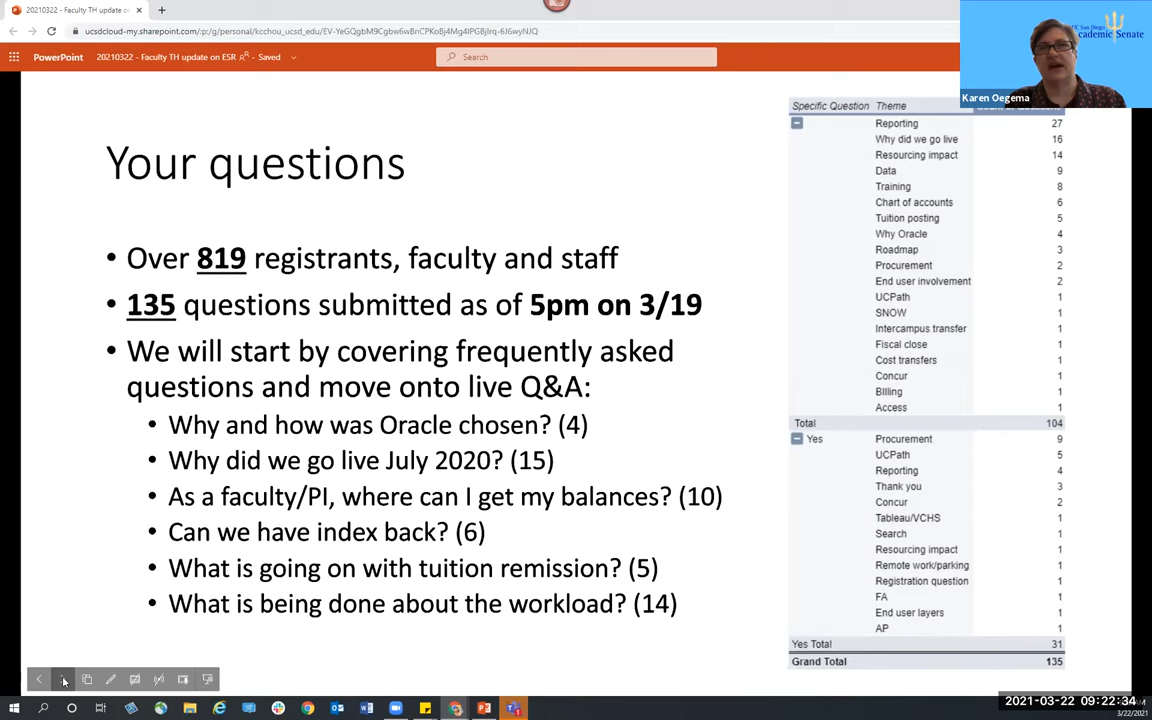 20210322 - Faculty TH update on
ucsdcloud-my.sharepoint.com/:p:/g/personal/kcchou_ucsd_edu/EV-YeGQgbM9Cgbw6wBnCPKoBj4Mg4lPGBjlrq-6J6wyNJQ
PowerPoint 20210322 - Faculty TH update on ESR - Saved
Search
UC San Diego
Academic Senate
Karen Oegema
Your questions
• Over 819 registrants, faculty and staff
• 135 questions submitted as of 5pm on 3/19
• We will start by covering frequently asked
questions and move onto live Q&A:
• Why and how was Oracle chosen? (4)
• Why did we go live July 2020? (15)
• As a faculty/PI, where can I get my balances? (10)
• Can we have index back? (6)
• What is going on with tuition remission? (5)
• What is being done about the workload? (14)
Specific Question Theme
Reporting 27
Why did we go live 16
Resourcing impact 14
Data 9
Training 8
Chart of accounts 6
Tuition posting 5
Why Oracle 4
Roadmap 3
Procurement 2
End user involvement 2
UCPath 1
SNOW 1
Intercampus transfer 1
Fiscal close 1
Cost transfers 1
Concur 1
Billing 1
Access 1
Total 104
Yes Procurement 9
UCPath 5
Reporting 4
Thank you 3
Concur 2
Tableau/VCHS 1
Search 1
Resourcing impact 1
Remote work/parking 1
Registration question 1
FA 1
End user layers 1
AP 1
Yes Total 31
Grand Total 135
2021-03-22 09:22:34
3/22/2021